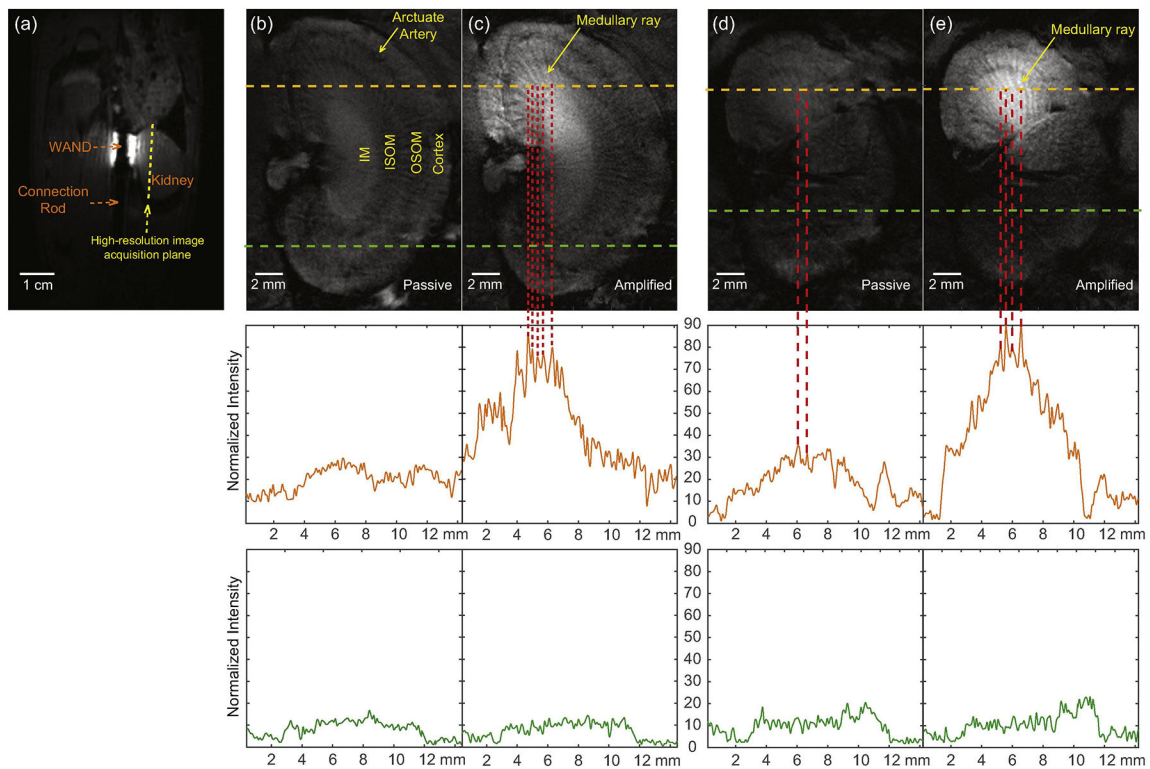 (a)
WAND
Kidney
Connection
Rod
High-resolution image
acquisition plane
1 cm
(b)
Arctuate
Artery
IM
ISOM
OSOM
Cortex
2 mm
Passive
(c)
Medullary ray
2 mm
Amplified
(d)
2 mm
Passive
(e)
Medullary ray
2 mm
Amplified
Normalized Intensity
90
80
70
60
50
40
30
20
10
0
2 4 6 8 10 12 mm
2 4 6 8 10 12 mm
2 4 6 8 10 12 mm
2 4 6 8 10 12 mm
Normalized Intensity
90
80
70
60
50
40
30
20
10
0
2 4 6 8 10 12 mm
2 4 6 8 10 12 mm
2 4 6 8 10 12 mm
2 4 6 8 10 12 mm